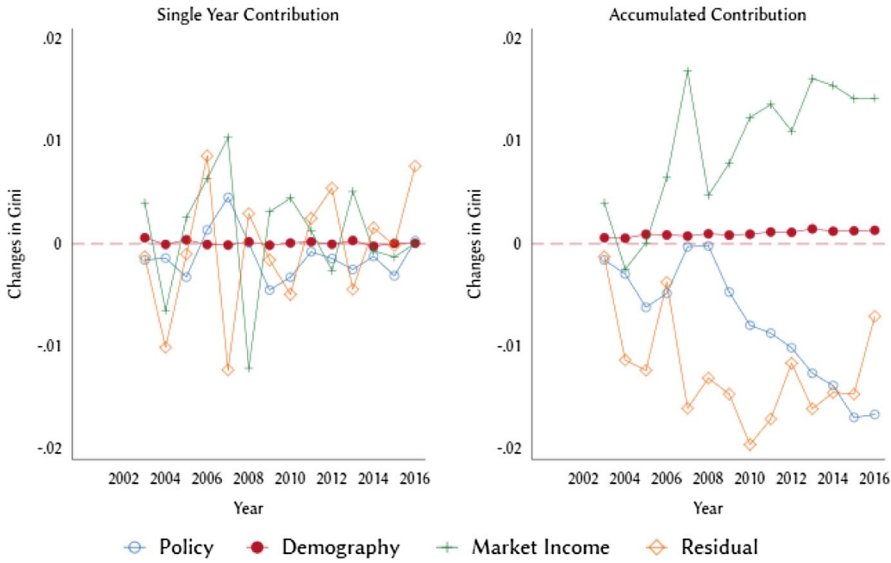 Single Year Contribution
Accumulated Contribution
Changes in Gini
.02
.01
0
-.01
-.02
2002 2004 2006 2008 2010 2012 2014 2016
Year
Changes in Gini
.02
.01
0
-.01
-.02
2002 2004 2006 2008 2010 2012 2014 2016
Year
Policy Demography Market Income Residual